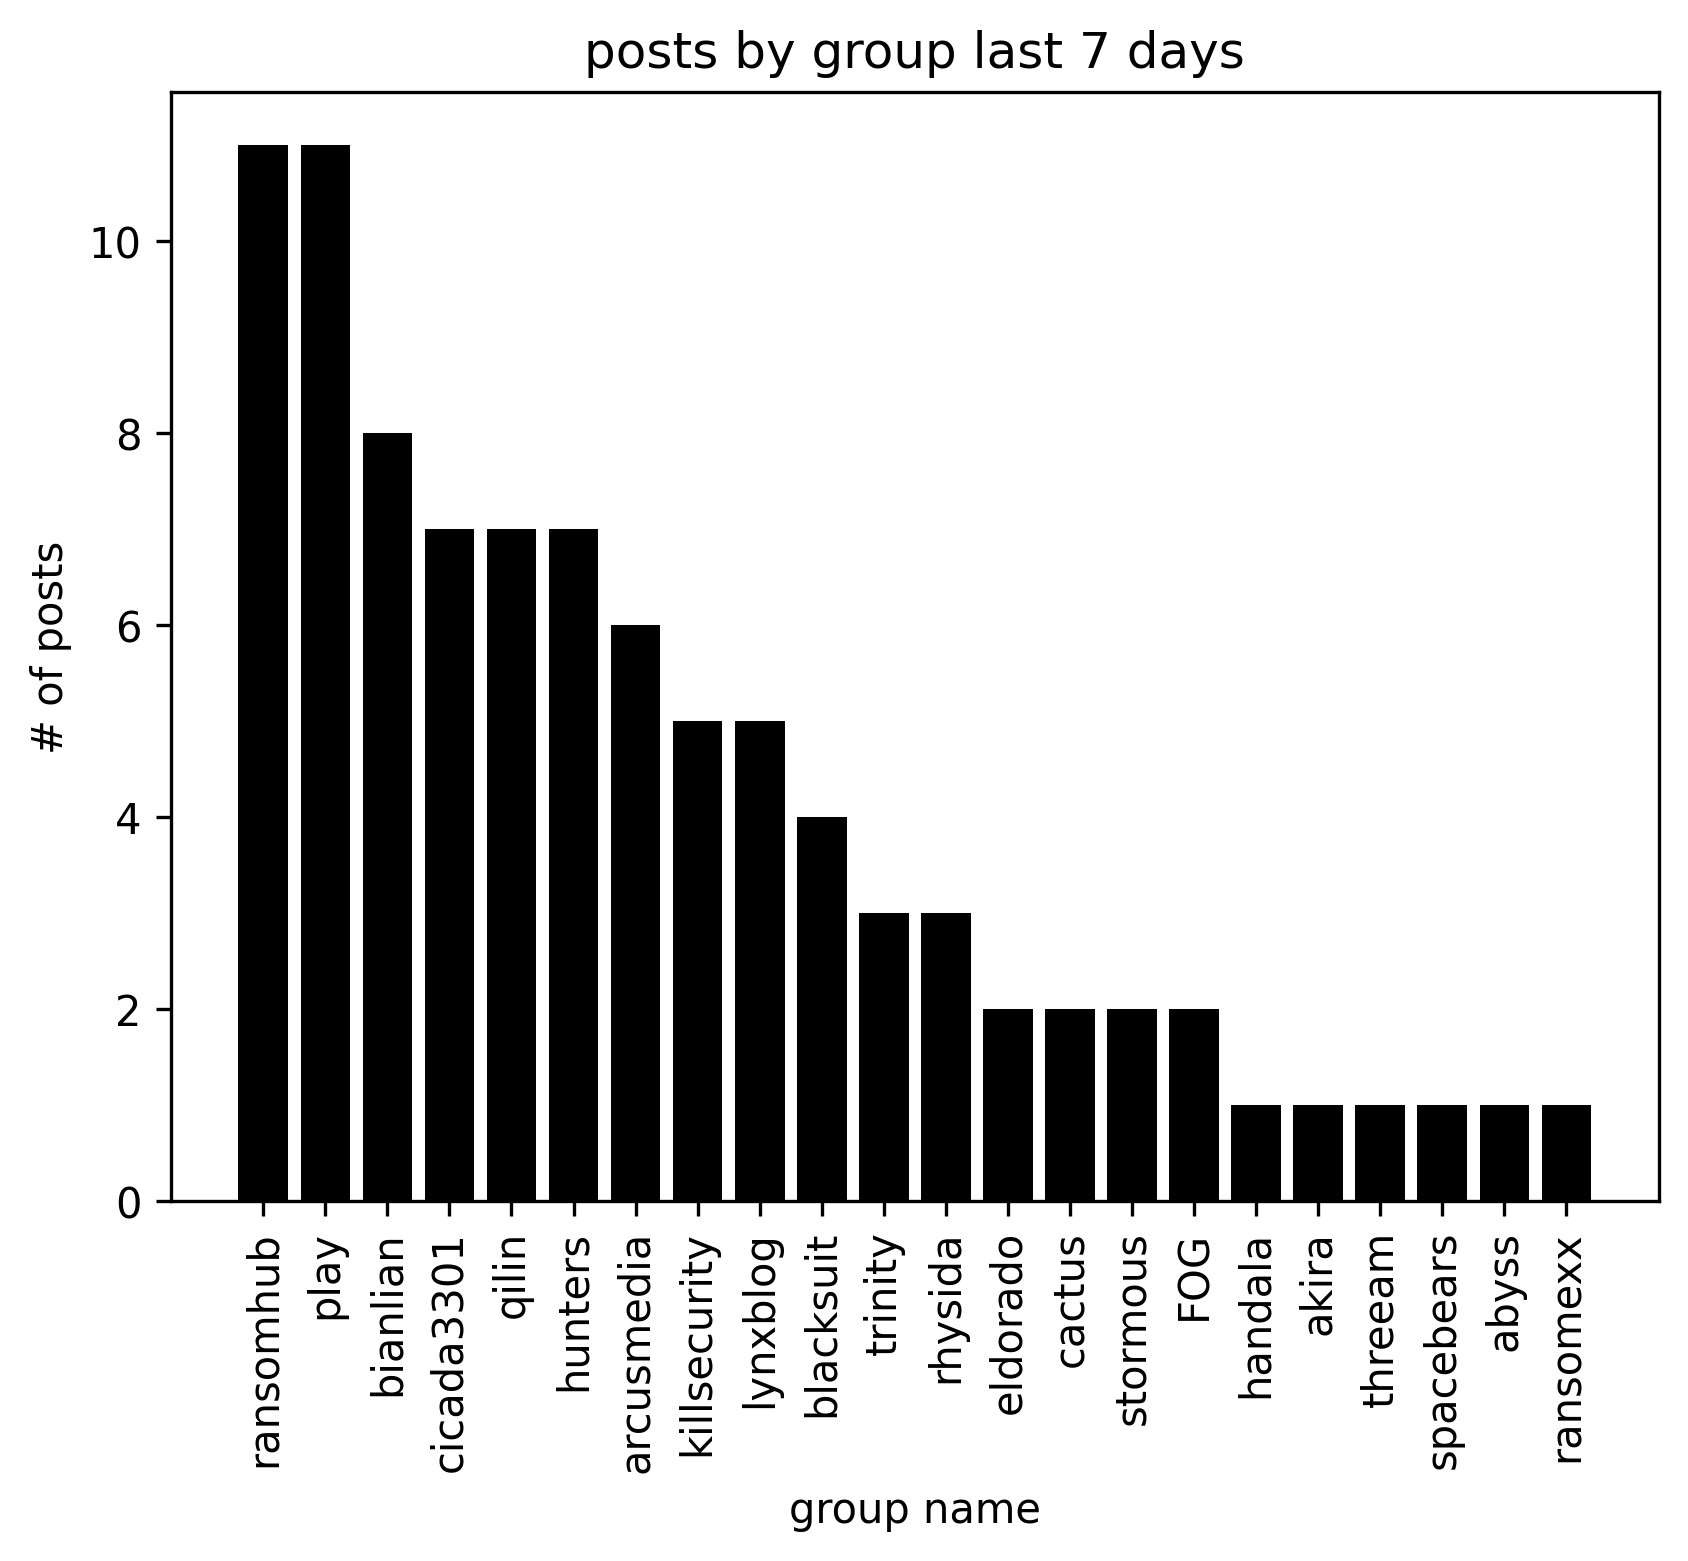 posts by group last 7 days
# of posts
10
8
6
4
2
0
ransomhub
play
bianlian
cicada3301
qilin
hunters
arcusmedia
killsecurity
lynxblog
blacksuit
trinity
rhysida
eldorado
cactus
stormous
FOG
handala
akira
threeam
spacebears
abyss
ransomexx
group name